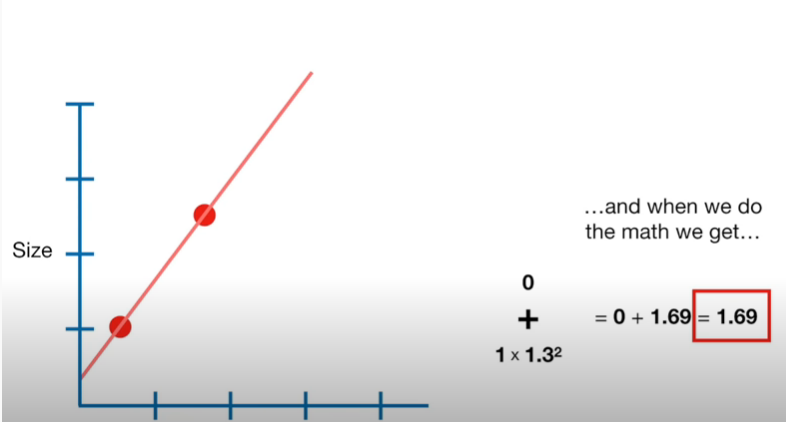 Size
...and when we do
the math we get...
0
+
1 x 1.3²
= 0 + 1.69 = 1.69